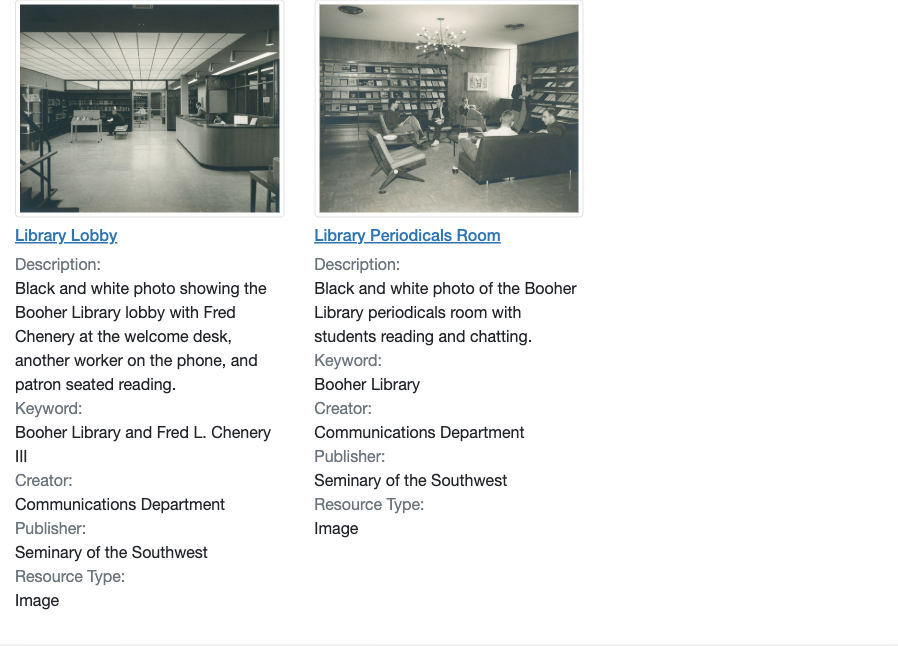 Library Lobby
Description:
Black and white photo showing the
Booher Library lobby with Fred
Chenery at the welcome desk,
another worker on the phone, and
patron seated reading.
Keyword:
Booher Library and Fred L. Chenery
III
Creator:
Communications Department
Publisher:
Seminary of the Southwest
Resource Type:
Image
Library Periodicals Room
Description:
Black and white photo of the Booher
Library periodicals room with
students reading and chatting.
Keyword:
Booher Library
Creator:
Communications Department
Publisher:
Seminary of the Southwest
Resource Type:
Image